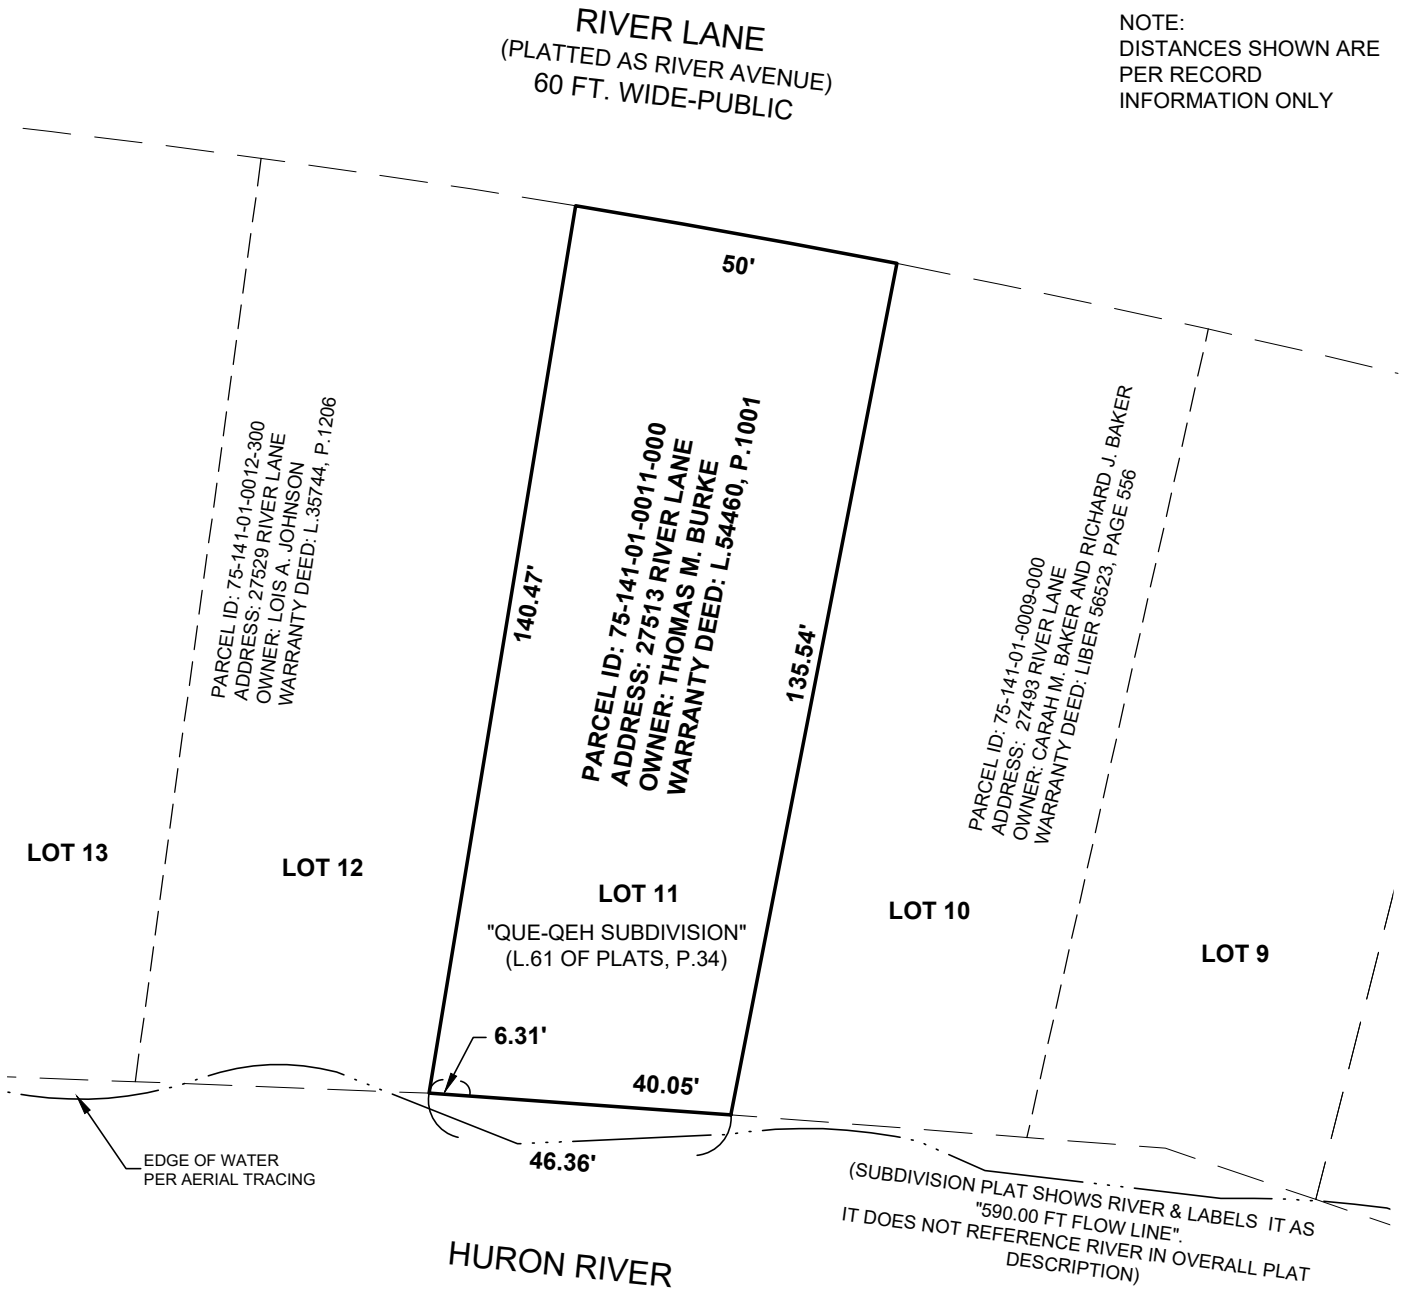 RIVER LANE
(PLATTED AS RIVER AVENUE)
60 FT. WIDE-PUBLIC
NOTE:
DISTANCES SHOWN ARE
PER RECORD
INFORMATION ONLY
50'
PARCEL ID: 75-141-01-0012-300
ADDRESS: 27529 RIVER LANE
OWNER: LOIS A. JOHNSON
WARRANTY DEED: L.35744, P.1206
140.47'
PARCEL ID: 75-141-01-0011-000
ADDRESS: 27513 RIVER LANE
OWNER: THOMAS M. BURKE
WARRANTY DEED: L.54460, P.1001
135.54'
PARCEL ID: 75-141-01-0009-000
ADDRESS: 27493 RIVER LANE
OWNER: CARAH M. BAKER AND RICHARD J. BAKER
WARRANTY DEED: LIBER 56523, PAGE 556
LOT 13
LOT 12
LOT 11
"QUE-QEH SUBDIVISION"
(L.61 OF PLATS, P.34)
LOT 10
LOT 9
6.31'
40.05'
46.36'
EDGE OF WATER
PER AERIAL TRACING
(SUBDIVISION PLAT SHOWS RIVER & LABELS IT AS
"590.00 FT FLOW LINE".
IT DOES NOT REFERENCE RIVER IN OVERALL PLAT
DESCRIPTION)
HURON RIVER